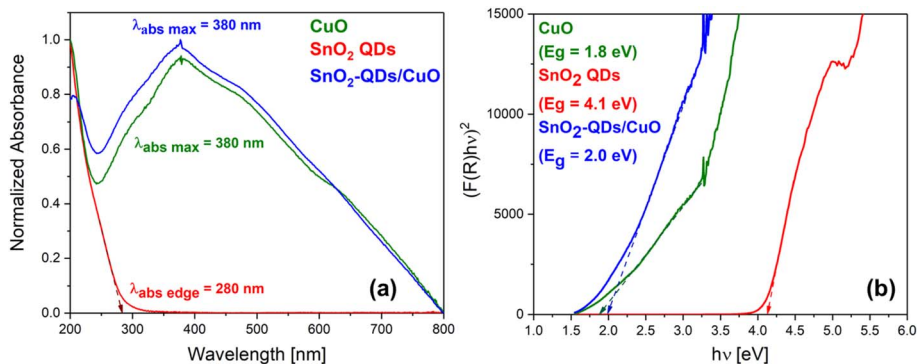 λabs max = 380 nm
CuO
SnO2 QDs
SnO2-QDs/CuO
λabs max = 380 nm
λabs edge = 280 nm
(a)
1.0
0.8
0.6
0.4
0.2
0.0
Normalized Absorbance
200 300 400 500 600 700 800
Wavelength [nm]
CuO
(Eg = 1.8 eV)
SnO2 QDs
(Eg = 4.1 eV)
SnO2-QDs/CuO
(Eg = 2.0 eV)
(b)
15000
12500
10000
7500
5000
2500
0
(F(R)hν)2
1.0 1.5 2.0 2.5 3.0 3.5 4.0 4.5 5.0 5.5 6.0
hν [eV]